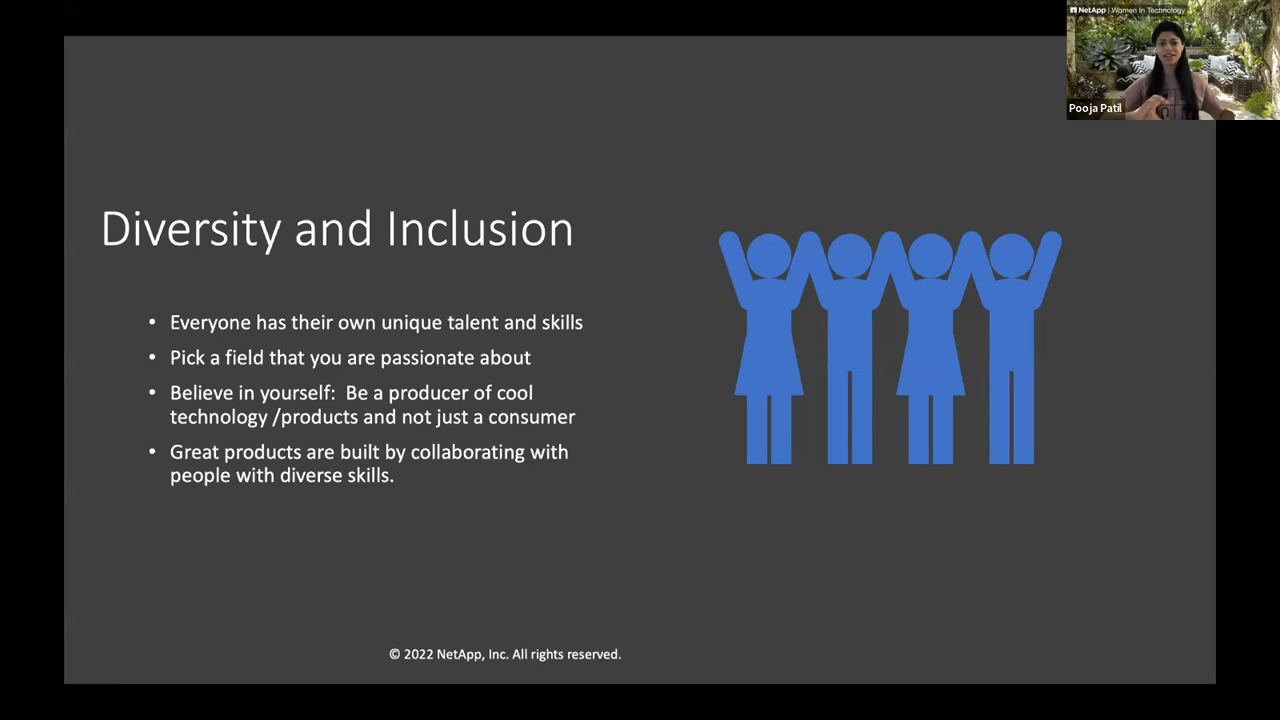 NetApp | Women In Technology
Pooja Patil
Diversity and Inclusion
• Everyone has their own unique talent and skills
• Pick a field that you are passionate about
• Believe in yourself:  Be a producer of cool
technology /products and not just a consumer
• Great products are built by collaborating with
people with diverse skills.
© 2022 NetApp, Inc. All rights reserved.